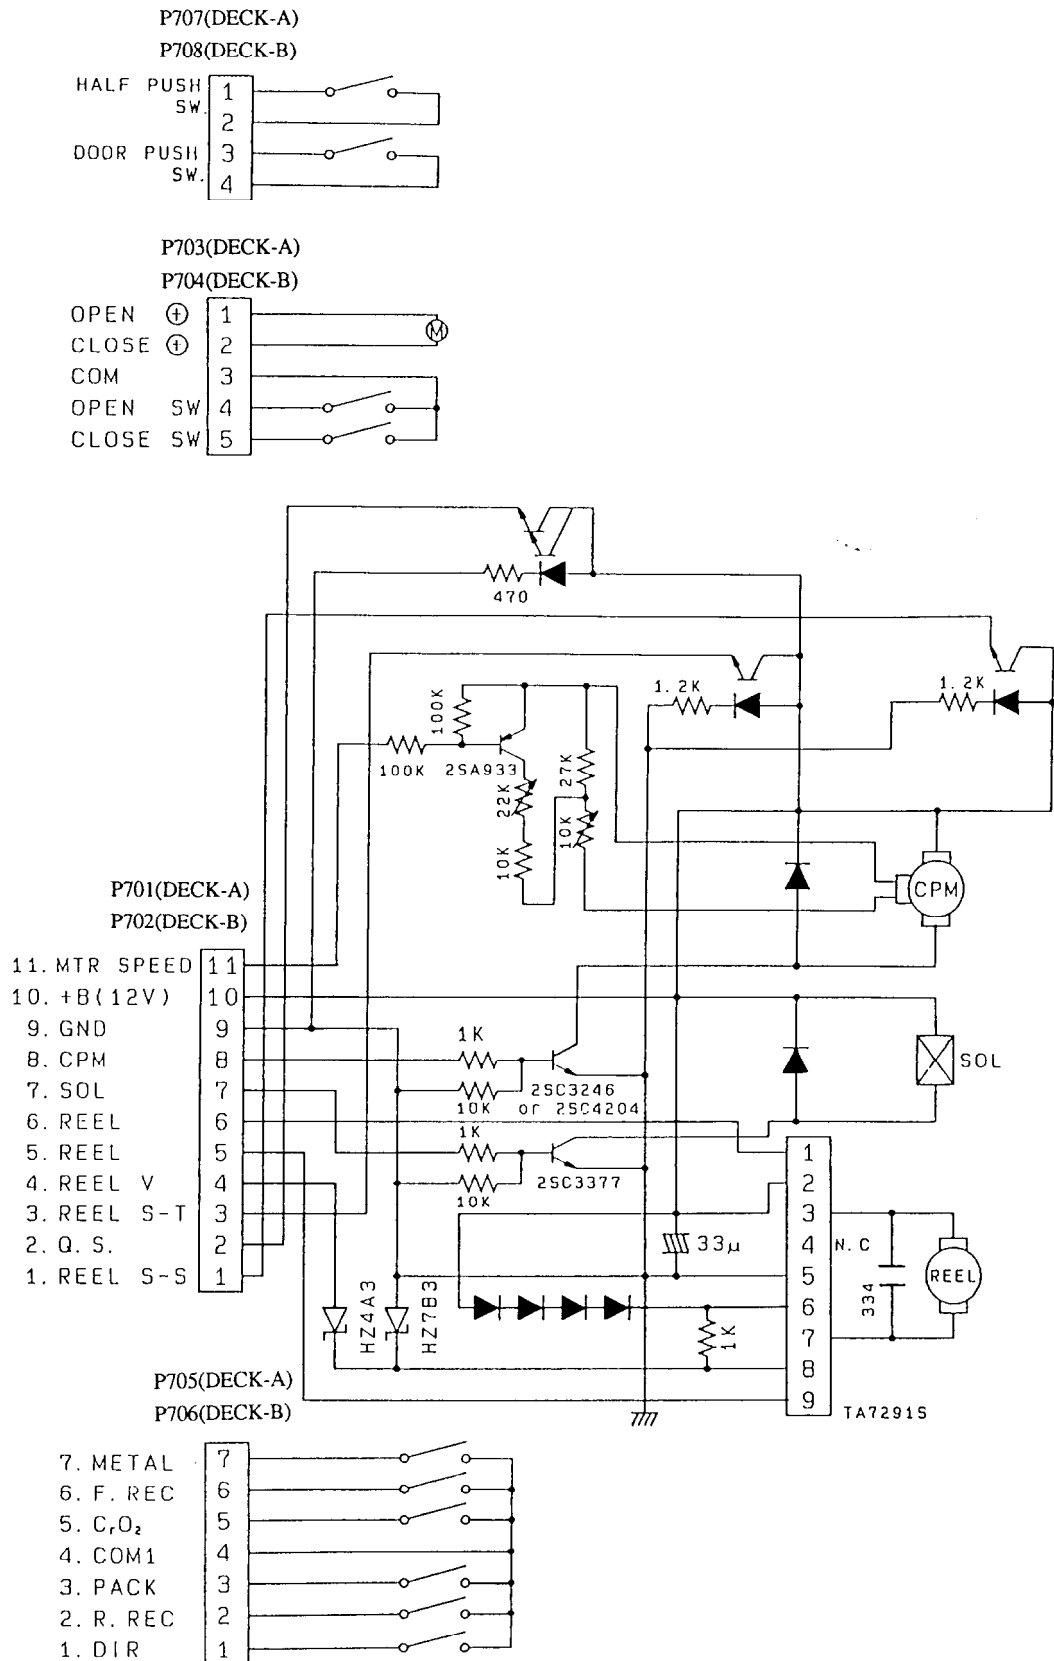 P707(DECK-A)
P708(DECK-B)
HALF PUSH 1
SW. 2
DOOR PUSH 3
SW. 4
P703(DECK-A)
P704(DECK-B)
OPEN ⊕ 1
CLOSE ⊕ 2
M
COM 3
OPEN SW 4
CLOSE SW 5
470
1.2K
1.2K
100K
100K
2SA933
22K
27K
10K
10K
CPM
P701(DECK-A)
P702(DECK-B)
11. MTR SPEED 11
10. +B(12V) 10
9. GND 9
8. CPM 8
7. SOL 7
6. REEL 6
5. REEL 5
4. REEL V 4
3. REEL S-T 3
2. Q.S. 2
1. REEL S-S 1
1K
10K
2SC3246
or 2SC4204
1K
10K
2SC3377
SOL
33μ
HZ4A3
HZ7B3
1K
1
2
3
4 N.C
5
6
7
8
9
334
REEL
TA7291S
P705(DECK-A)
P706(DECK-B)
7. METAL 7
6. F. REC 6
5. CrO₂ 5
4. COM1 4
3. PACK 3
2. R. REC 2
1. DIR 1